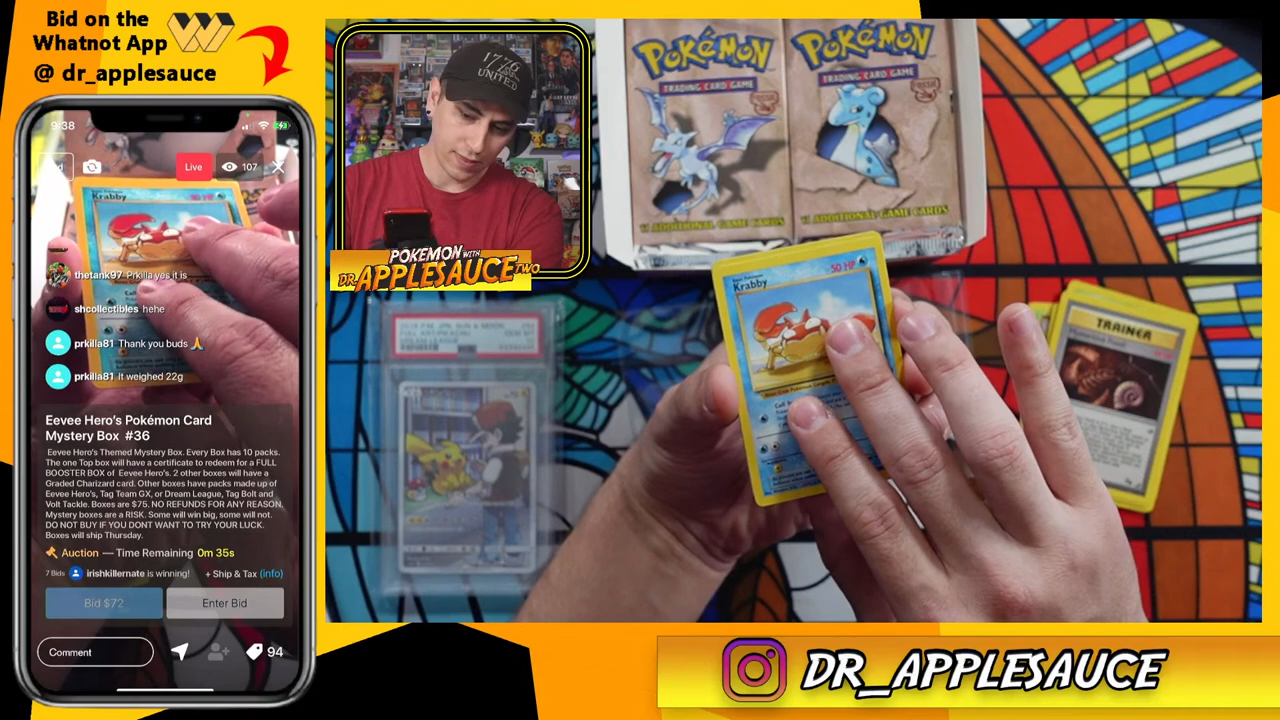 Bid on the
Whatnot App
@ dr_applesauce
9:38
Live
107
Krabby
thetank97 Prkilla yes it is
shcollectibles hehe
prkilla81 Thank you buds 🙏
prkilla81 It weighed 22g
Eevee Hero's Pokémon Card
Mystery Box #36
Eevee Hero's Themed Mystery Box. Every Box has 10 packs.
The one Top box will have a certificate to redeem for a FULL
BOOSTER BOX of Eevee Hero's. 2 other boxes will have a
Graded Charizard card. Other boxes have packs made up of
Eevee Hero's, Tag Team GX, or Dream League, Tag Bolt and
Volt Tackle. Boxes are $75. NO REFUNDS FOR ANY REASON.
Mystery boxes are a RISK. Some will win big, some will not.
DO NOT BUY IF YOU DONT WANT TO TRY YOUR LUCK.
Boxes will ship Thursday.
Auction — Time Remaining 0m 35s
7 Bids irishkillernate is winning! + Ship & Tax (info)
Bid $72
Enter Bid
Comment
94
1776
UNITED
POKEMON WITH
DR. APPLESAUCE TWO
POKéMON
TRADING CARD GAME
11 ADDITIONAL GAME CARDS
POKéMON
TRADING CARD GAME
11 ADDITIONAL GAME CARDS
Krabby
50 HP
TRAINER
DR_APPLESAUCE